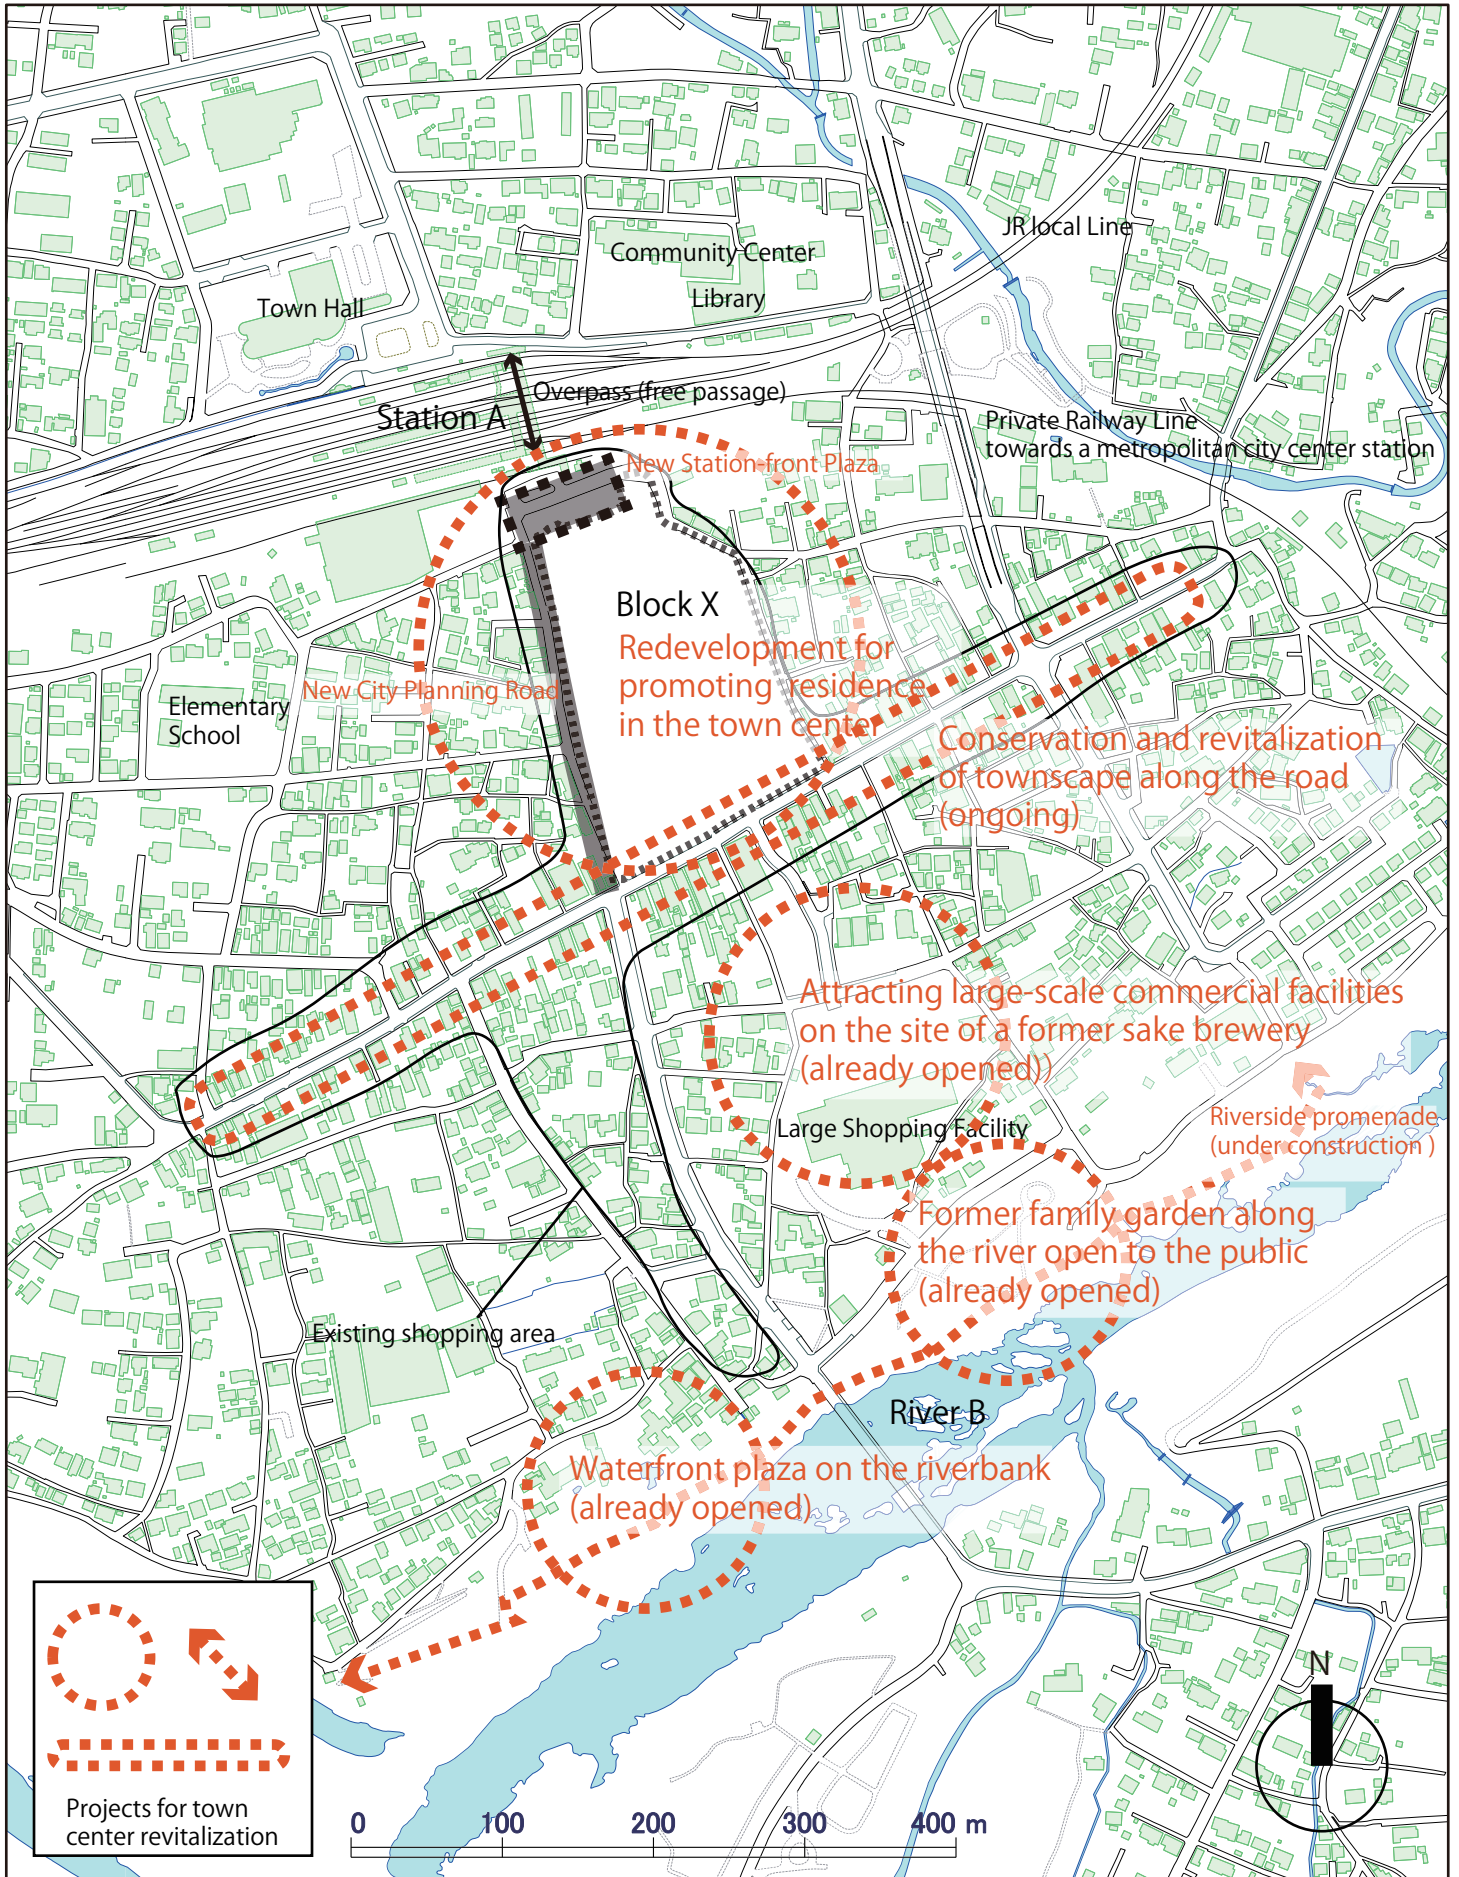 JR local Line
Community Center
Library
Town Hall
Overpass (free passage)
Station A
Private Railway Line
towards a metropolitan city center station
New Station-front Plaza
Block X
Redevelopment for
promoting residence
in the town center
New City Planning Road
Elementary
School
Conservation and revitalization
of townscape along the road
(ongoing)
Attracting large-scale commercial facilities
on the site of a former sake brewery
(already opened))
Large Shopping Facility
Riverside promenade
(under construction )
Former family garden along
the river open to the public
(already opened)
Existing shopping area
River B
Waterfront plaza on the riverbank
(already opened)
Projects for town
center revitalization
0 100 200 300 400 m
N